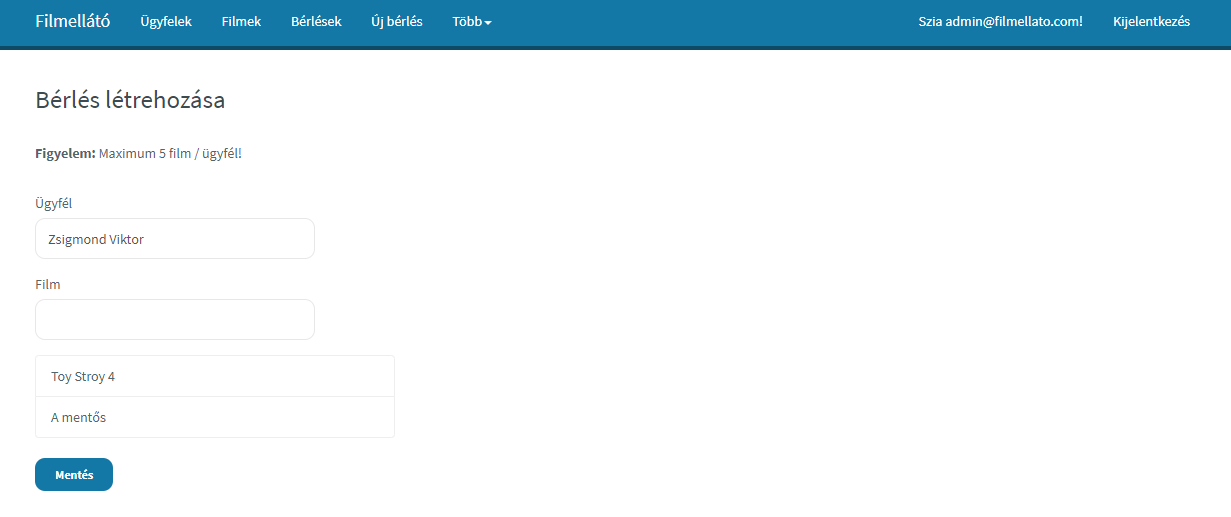 Filmellátó Ügyfelek Filmek Bérlések Új bérlés Több Szia admin@filmellato.com! Kijelentkezés
Bérlés létrehozása
Figyelem: Maximum 5 film / ügyfél!
Ügyfél
Zsigmond Viktor
Film
Toy Stroy 4
A mentős
Mentés